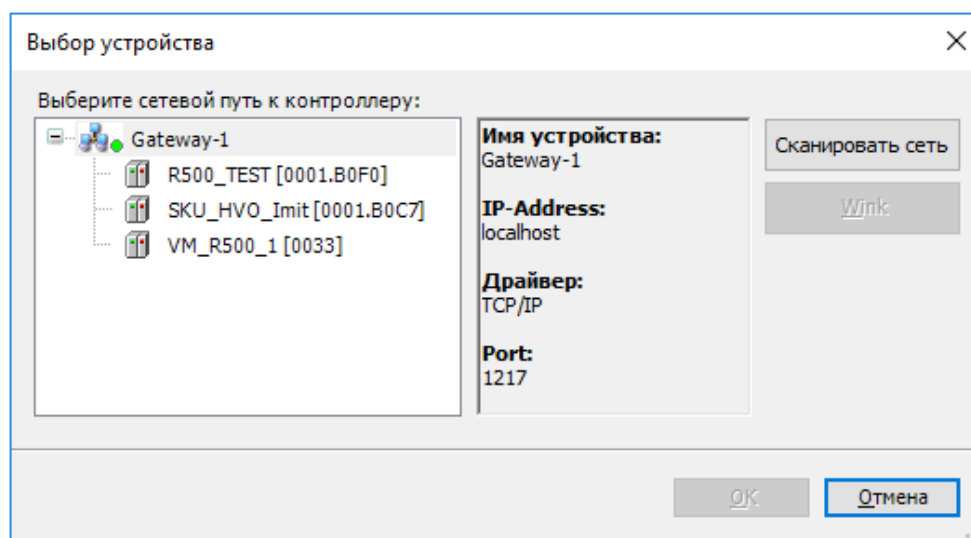 Выбор устройства
Выберите сетевой путь к контроллеру:
Gateway-1
R500_TEST [0001.B0F0]
SKU_HVO_Imit [0001.B0C7]
VM_R500_1 [0033]
Имя устройства:
Gateway-1
IP-Address:
localhost
Драйвер:
TCP/IP
Port:
1217
Сканировать сеть
Wink
OK
Отмена